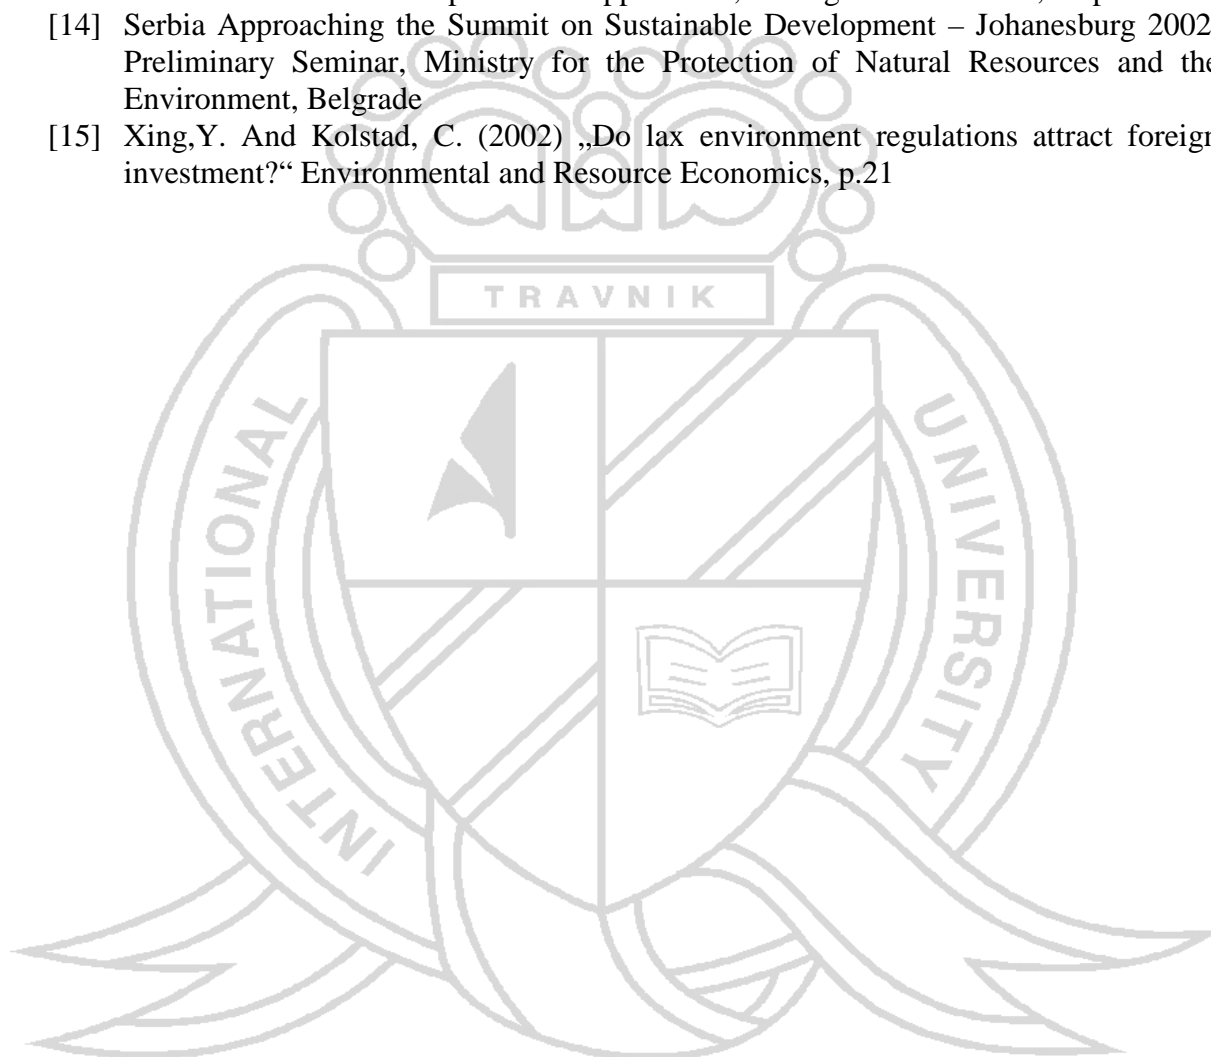 [14] Serbia Approaching the Summit on Sustainable Development – Johanesburg 2002
Preliminary Seminar, Ministry for the Protection of Natural Resources and the
Environment, Belgrade
[15] Xing,Y. And Kolstad, C. (2002) „Do lax environment regulations attract foreign
investment?“ Environmental and Resource Economics, p.21
TRAVNIK
INTERNATIONAL
UNIVERSITY